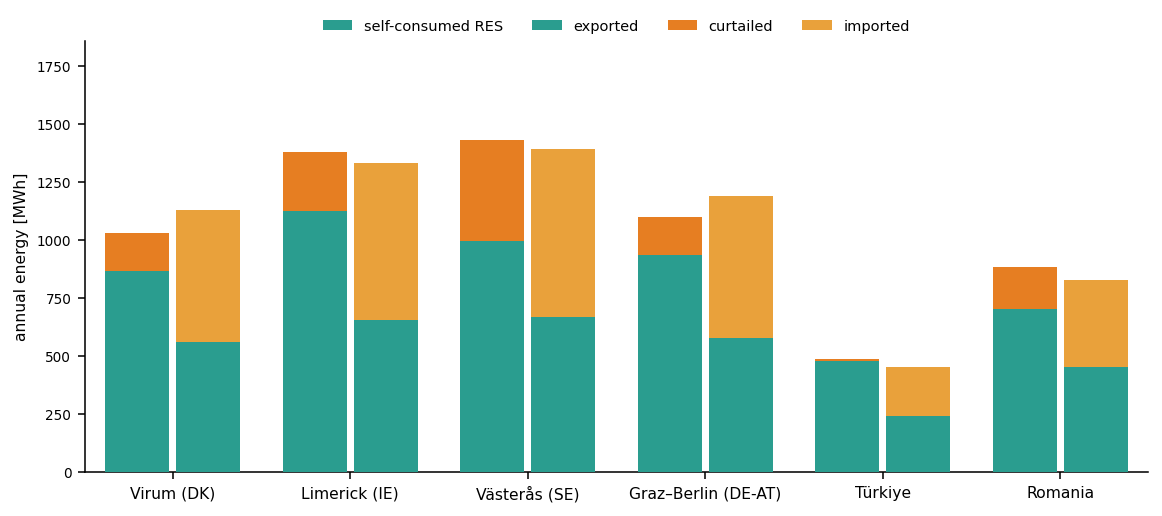 self-consumed RES exported curtailed imported
annual energy [MWh]
1750
1500
1250
1000
750
500
250
0
Virum (DK) Limerick (IE) Västerås (SE) Graz–Berlin (DE-AT) Türkiye Romania